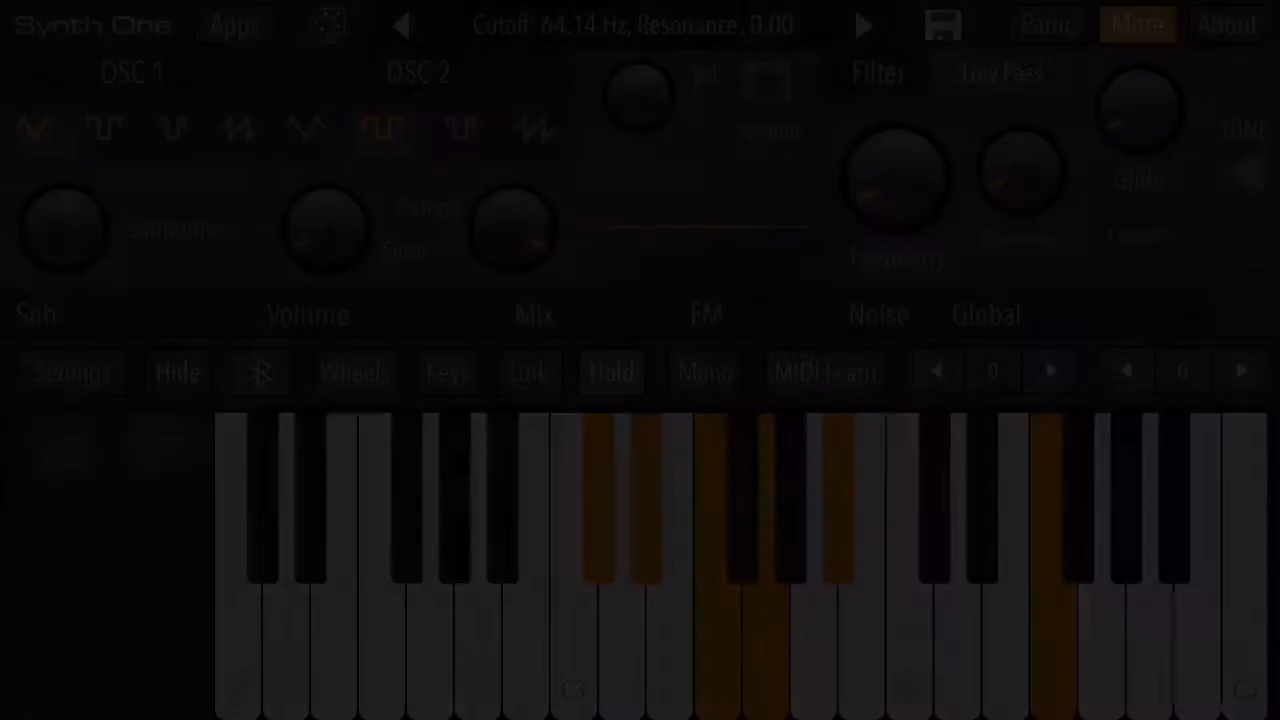 Synth One Apps Cutoff: 64.14 Hz, Resonance: 0.00 Panic More About
OSC 1 OSC 2 Filter Low Pass
TUNE
Glide
Frequency
Sub Volume Mix FM Noise Global
Settings Hide Wheels Keys Link Hold Mono MIDI Learn 0 0